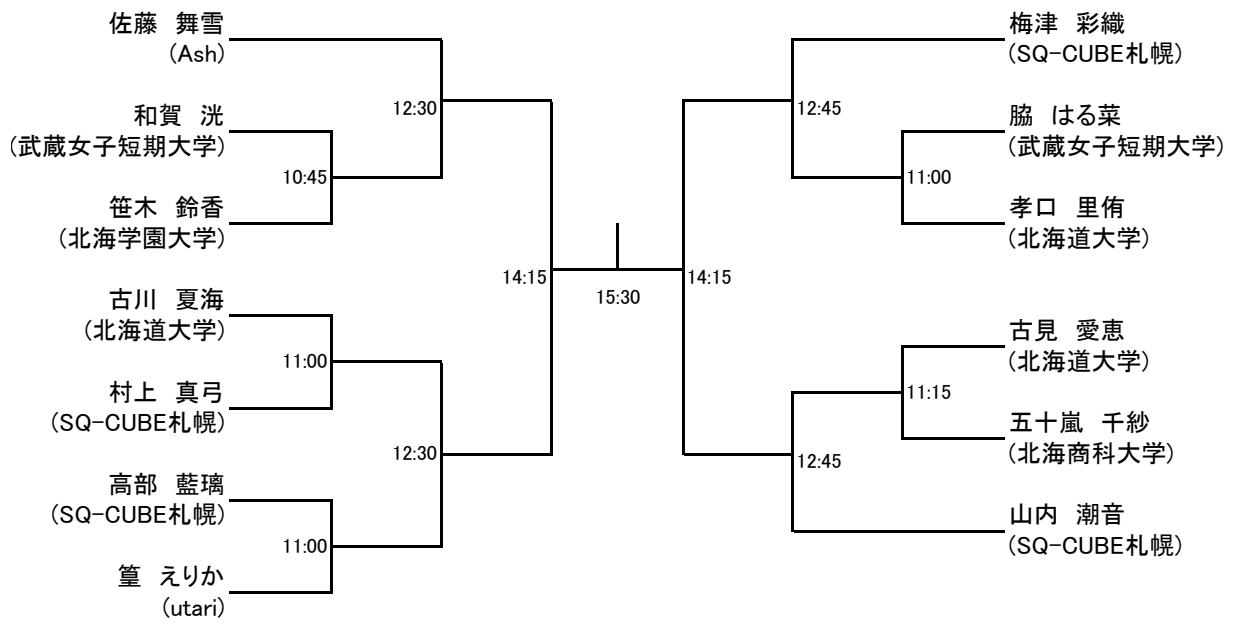 佐藤　舞雪
(Ash)
和賀　洸
(武蔵女子短期大学)
笹木　鈴香
(北海学園大学)
古川　夏海
(北海道大学)
村上　真弓
(SQ-CUBE札幌)
高部　藍璃
(SQ-CUBE札幌)
篁　えりか
(utari)
12:30
10:45
11:00
12:30
11:00
14:15
15:30
14:15
12:45
11:00
11:15
12:45
梅津　彩織
(SQ-CUBE札幌)
脇　はる菜
(武蔵女子短期大学)
孝口　里侑
(北海道大学)
古見　愛恵
(北海道大学)
五十嵐　千紗
(北海商科大学)
山内　潮音
(SQ-CUBE札幌)